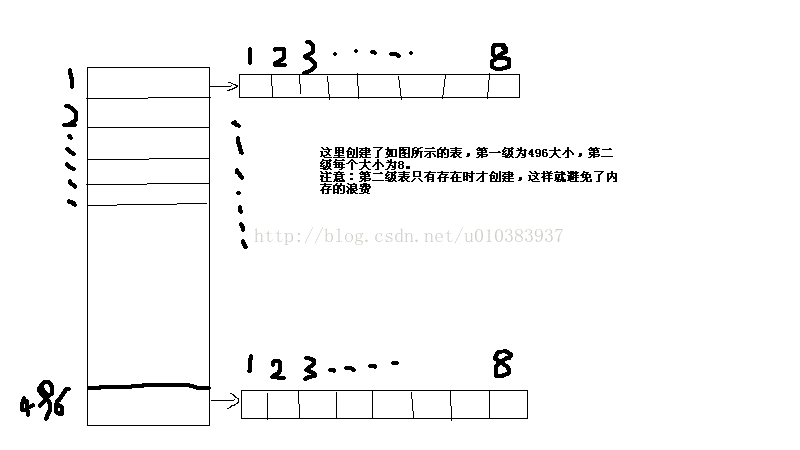 1 2 3 ...... 8
1
2
这里创建了如图所示的表，第一级为496大小，第二
级每个大小为8。
注意：第二级表只有存在时才创建，这样就避免了内
存的浪费
http://blog.csdn.net/u010383937
1 2 3 ---- 8
496